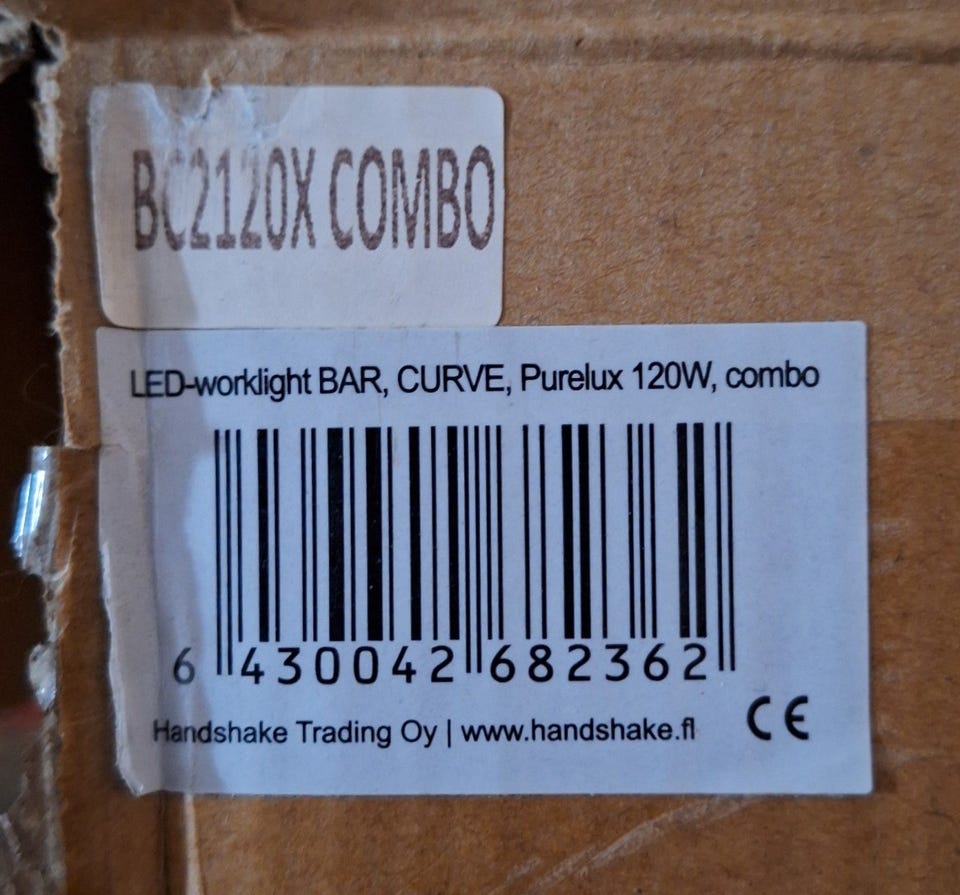 BC2120X COMBO
LED-worklight BAR, CURVE, Purelux 120W, combo
6 430042 682362
Handshake Trading Oy | www.handshake.fi
CE